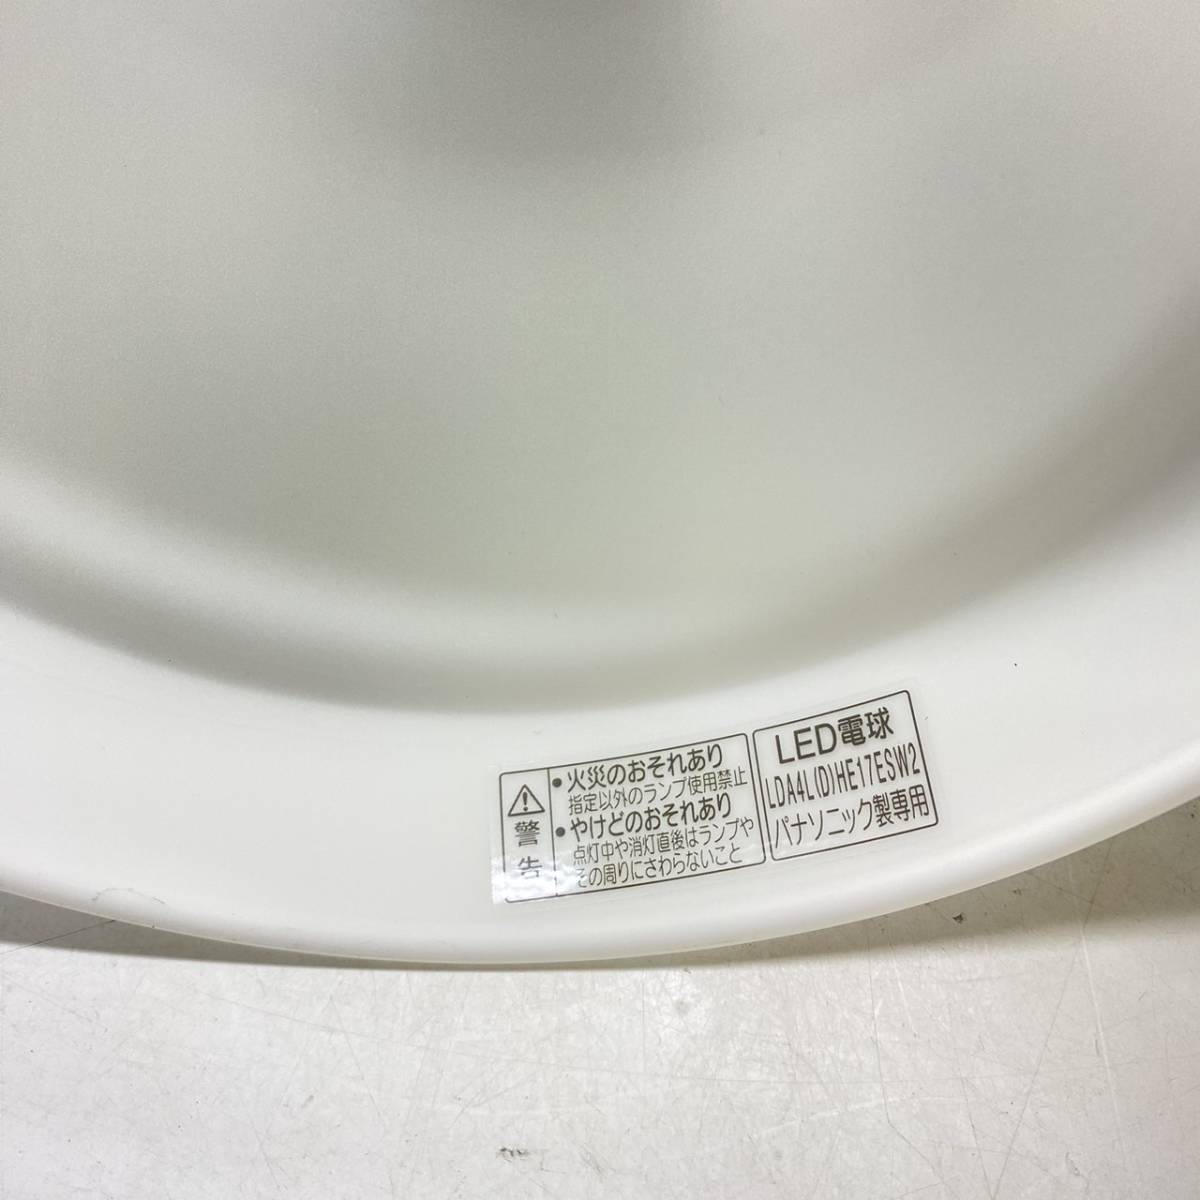 警告
・火災のおそれあり
指定以外のランプ使用禁止
・やけどのおそれあり
点灯中や消灯直後はランプや
その周りにさわらないこと
LED電球
LDA4L(D)HE17ESW2
パナソニック製専用